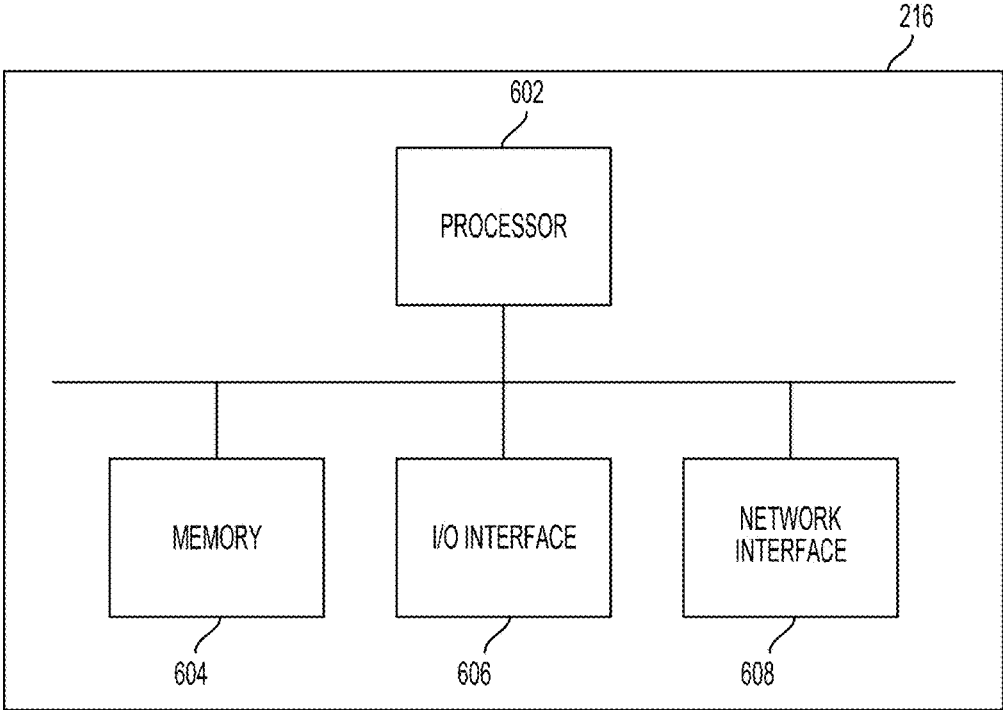 216
602
PROCESSOR
MEMORY
I/O INTERFACE
NETWORK
INTERFACE
604
606
608